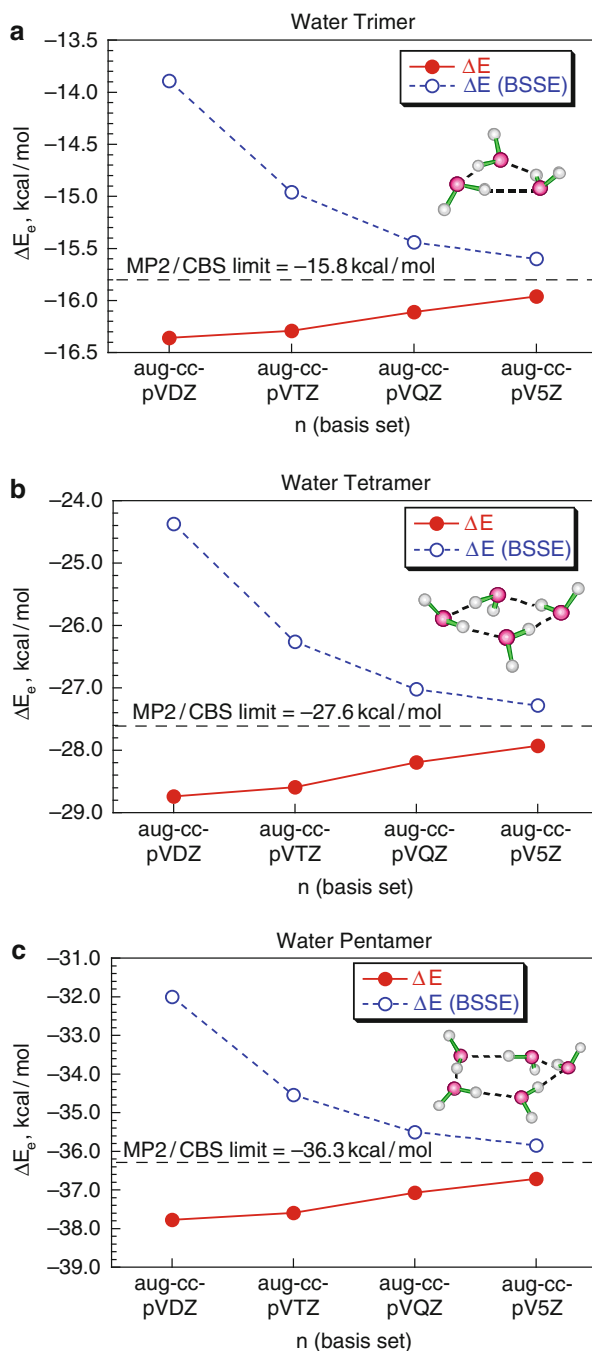 a
Water Trimer
−13.5
−14.0
−14.5
−15.0
−15.5
−16.0
−16.5
ΔEₑ, kcal/mol
ΔE
ΔE (BSSE)
MP2/CBS limit = −15.8 kcal/mol
aug-cc- aug-cc- aug-cc- aug-cc-
pVDZ pVTZ pVQZ pV5Z
n (basis set)
b
Water Tetramer
−24.0
−25.0
−26.0
−27.0
−28.0
−29.0
ΔEₑ, kcal/mol
ΔE
ΔE (BSSE)
MP2/CBS limit = −27.6 kcal/mol
aug-cc- aug-cc- aug-cc- aug-cc-
pVDZ pVTZ pVQZ pV5Z
n (basis set)
c
Water Pentamer
−31.0
−32.0
−33.0
−34.0
−35.0
−36.0
−37.0
−38.0
−39.0
ΔEₑ, kcal/mol
ΔE
ΔE (BSSE)
MP2/CBS limit = −36.3 kcal/mol
aug-cc- aug-cc- aug-cc- aug-cc-
pVDZ pVTZ pVQZ pV5Z
n (basis set)